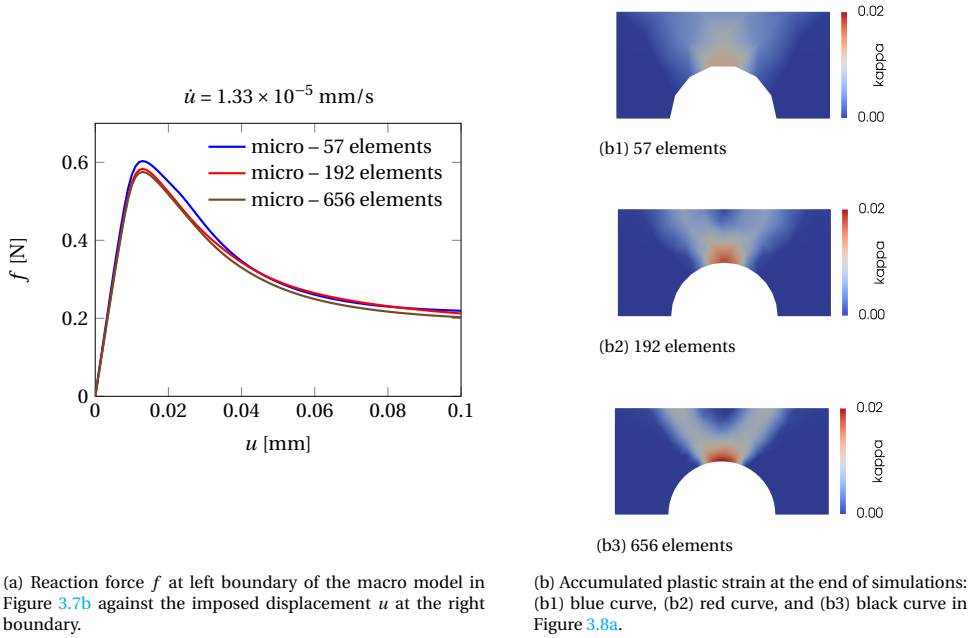 u̇ = 1.33 × 10⁻⁵ mm/s
micro – 57 elements
micro – 192 elements
micro – 656 elements
f [N]
0.6
0.4
0.2
0
0 0.02 0.04 0.06 0.08 0.1
u [mm]
(a) Reaction force f at left boundary of the macro model in
Figure 3.7b against the imposed displacement u at the right
boundary.
0.02
kappa
0.00
(b1) 57 elements
0.02
kappa
0.00
(b2) 192 elements
0.02
kappa
0.00
(b3) 656 elements
(b) Accumulated plastic strain at the end of simulations:
(b1) blue curve, (b2) red curve, and (b3) black curve in
Figure 3.8a.